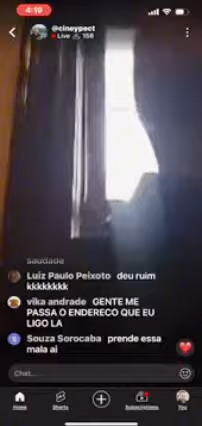 4:19
@cineypect
Live 156
saudade
Luiz Paulo Peixoto deu ruim
kkkkkkkk
vika andrade GENTE ME
PASSA O ENDERECO QUE EU
LIGO LA
Souza Sorocaba prende essa
mala ai
Chat...
Home Shorts Subscriptions You